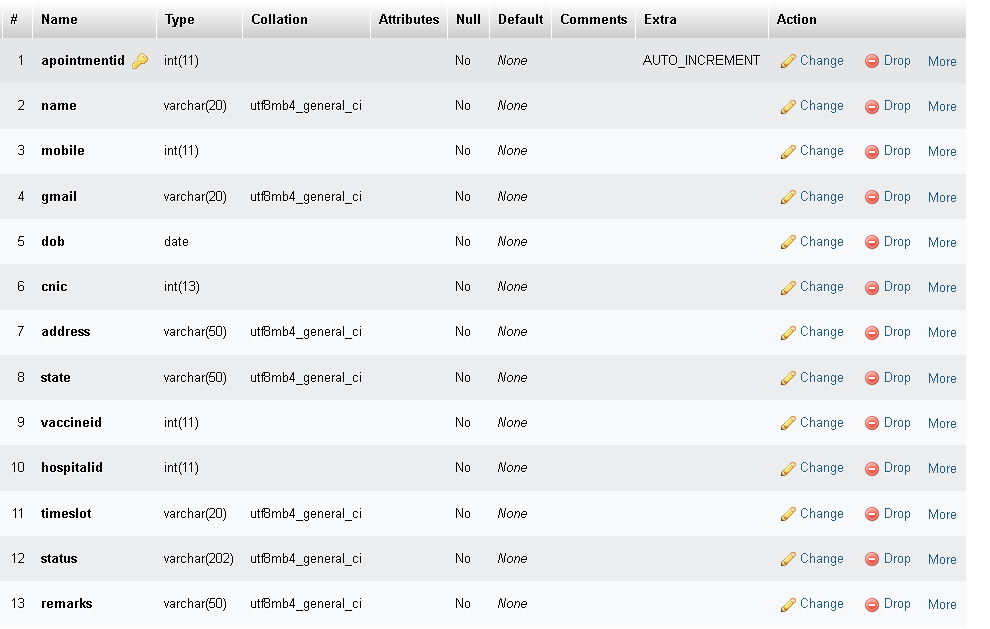 # Name Type Collation Attributes Null Default Comments Extra Action
1 apointmentid int(11) No None AUTO_INCREMENT Change Drop More
2 name varchar(20) utf8mb4_general_ci No None Change Drop More
3 mobile int(11) No None Change Drop More
4 gmail varchar(20) utf8mb4_general_ci No None Change Drop More
5 dob date No None Change Drop More
6 cnic int(13) No None Change Drop More
7 address varchar(50) utf8mb4_general_ci No None Change Drop More
8 state varchar(50) utf8mb4_general_ci No None Change Drop More
9 vaccineid int(11) No None Change Drop More
10 hospitalid int(11) No None Change Drop More
11 timeslot varchar(20) utf8mb4_general_ci No None Change Drop More
12 status varchar(202) utf8mb4_general_ci No None Change Drop More
13 remarks varchar(50) utf8mb4_general_ci No None Change Drop More